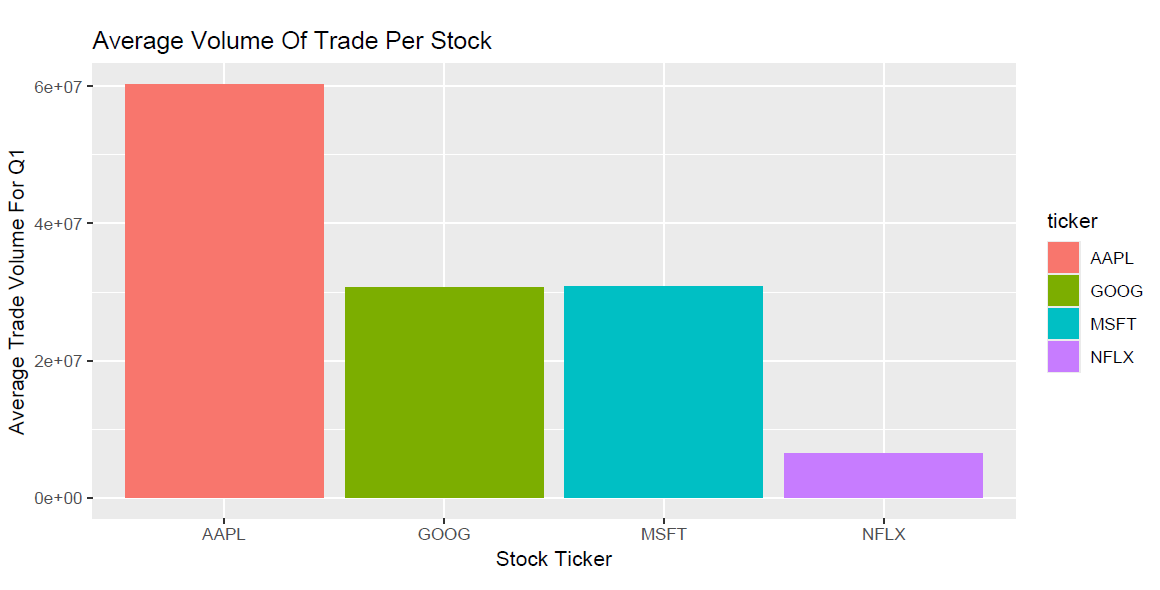 Average Volume Of Trade Per Stock
Average Trade Volume For Q1
6e+07
4e+07
2e+07
0e+00
AAPL
GOOG
MSFT
NFLX
Stock Ticker
ticker
AAPL
GOOG
MSFT
NFLX